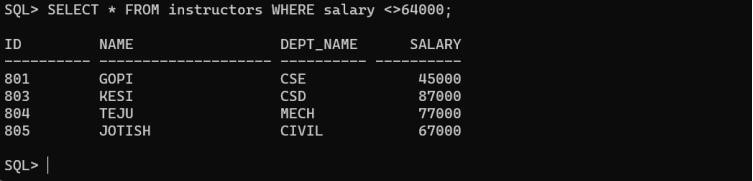 SQL> SELECT * FROM instructors WHERE salary <>64000;
ID         NAME                 DEPT_NAME      SALARY
---------- -------------------- ---------- ----------
801        GOPI                 CSE             45000
803        KESI                 CSD             87000
804        TEJU                 MECH            77000
805        JOTISH               CIVIL           67000
SQL>